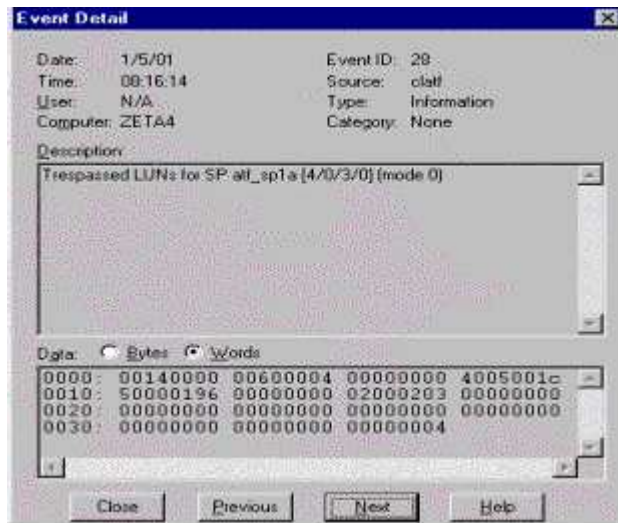 Event Detail
Date: 1/5/01 Event ID: 28
Time: 08:16:14 Source: clatf
User: N/A Type: Information
Computer: ZETA4 Category: None
Description:
Trespassed LUNs for SP atf_sp1a [4/0/3/0] (mode 0)
Data: Bytes Words
0000: 00140000 00600004 00000000 4005001c
0010: 50000196 00000000 02000203 00000000
0020: 00000000 00000000 00000000 00000000
0030: 00000000 00000000 00000004
Close Previous Next Help